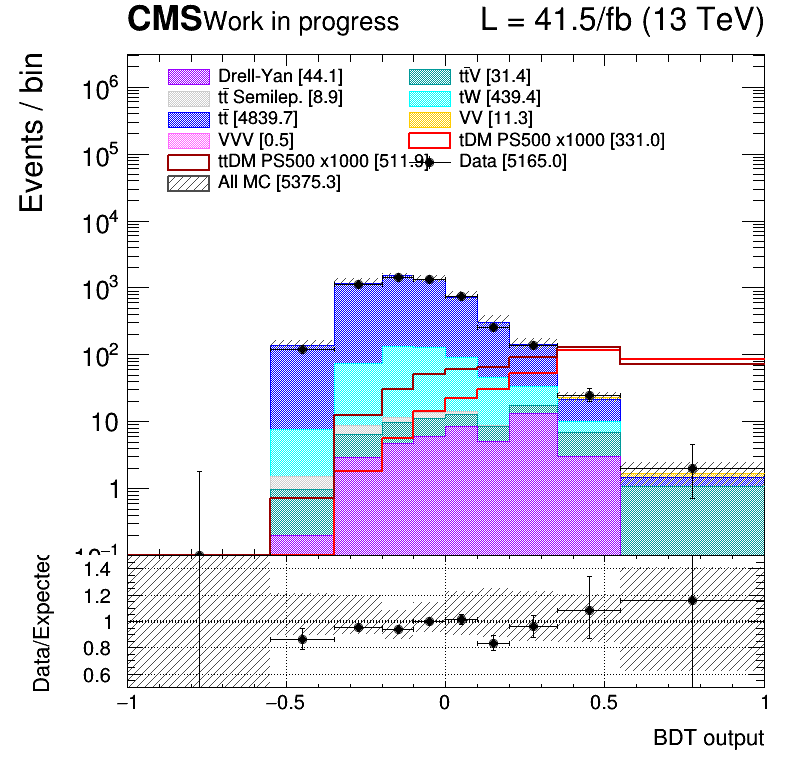 CMS Work in progress L = 41.5/fb (13 TeV)
Events / bin
Drell-Yan [44.1] tt̄V [31.4]
tt̄ Semilep. [8.9] tW [439.4]
tt̄ [4839.7] VV [11.3]
VVV [0.5] tDM PS500 x1000 [331.0]
ttDM PS500 x1000 [511.9] Data [5165.0]
All MC [5375.3]
10⁶
10⁵
10⁴
10³
10²
10
1
10⁻¹
Data/Expected
1.4
1.2
1
0.8
0.6
−1 −0.5 0 0.5 1
BDT output